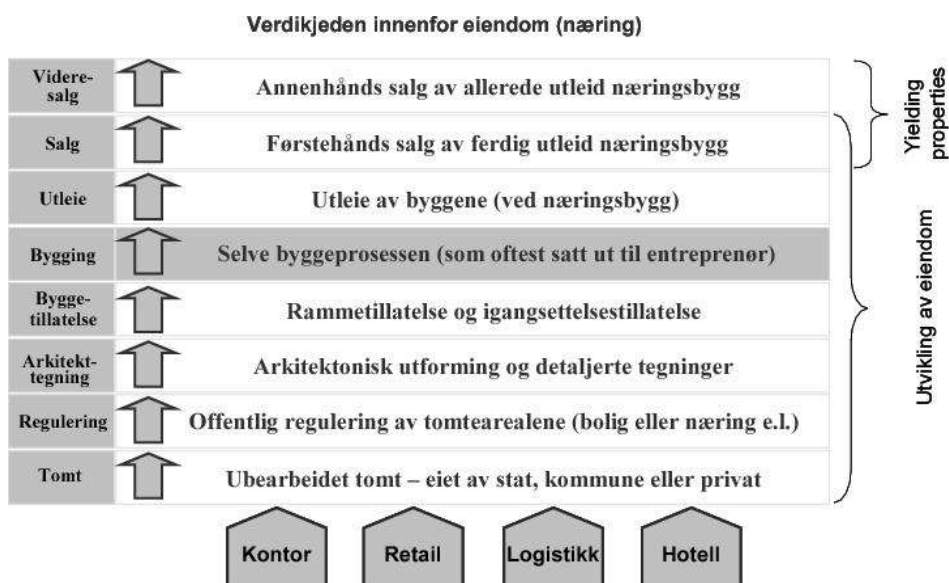 Verdikjeden innenfor eiendom (næring)
Videre-
salg
Annenhånds salg av allerede utleid næringsbygg
Salg
Førstehånds salg av ferdig utleid næringsbygg
Utleie
Utleie av byggene (ved næringsbygg)
Bygging
Selve byggeprosessen (som oftest satt ut til entreprenør)
Bygge-
tillatelse
Rammetillatelse og igangsettelsestillatelse
Arkitekt-
tegning
Arkitektonisk utforming og detaljerte tegninger
Regulering
Offentlig regulering av tomtearealene (bolig eller næring e.l.)
Tomt
Ubearbeidet tomt – eiet av stat, kommune eller privat
Yielding
properties
Utvikling av eiendom
Kontor
Retail
Logistikk
Hotell